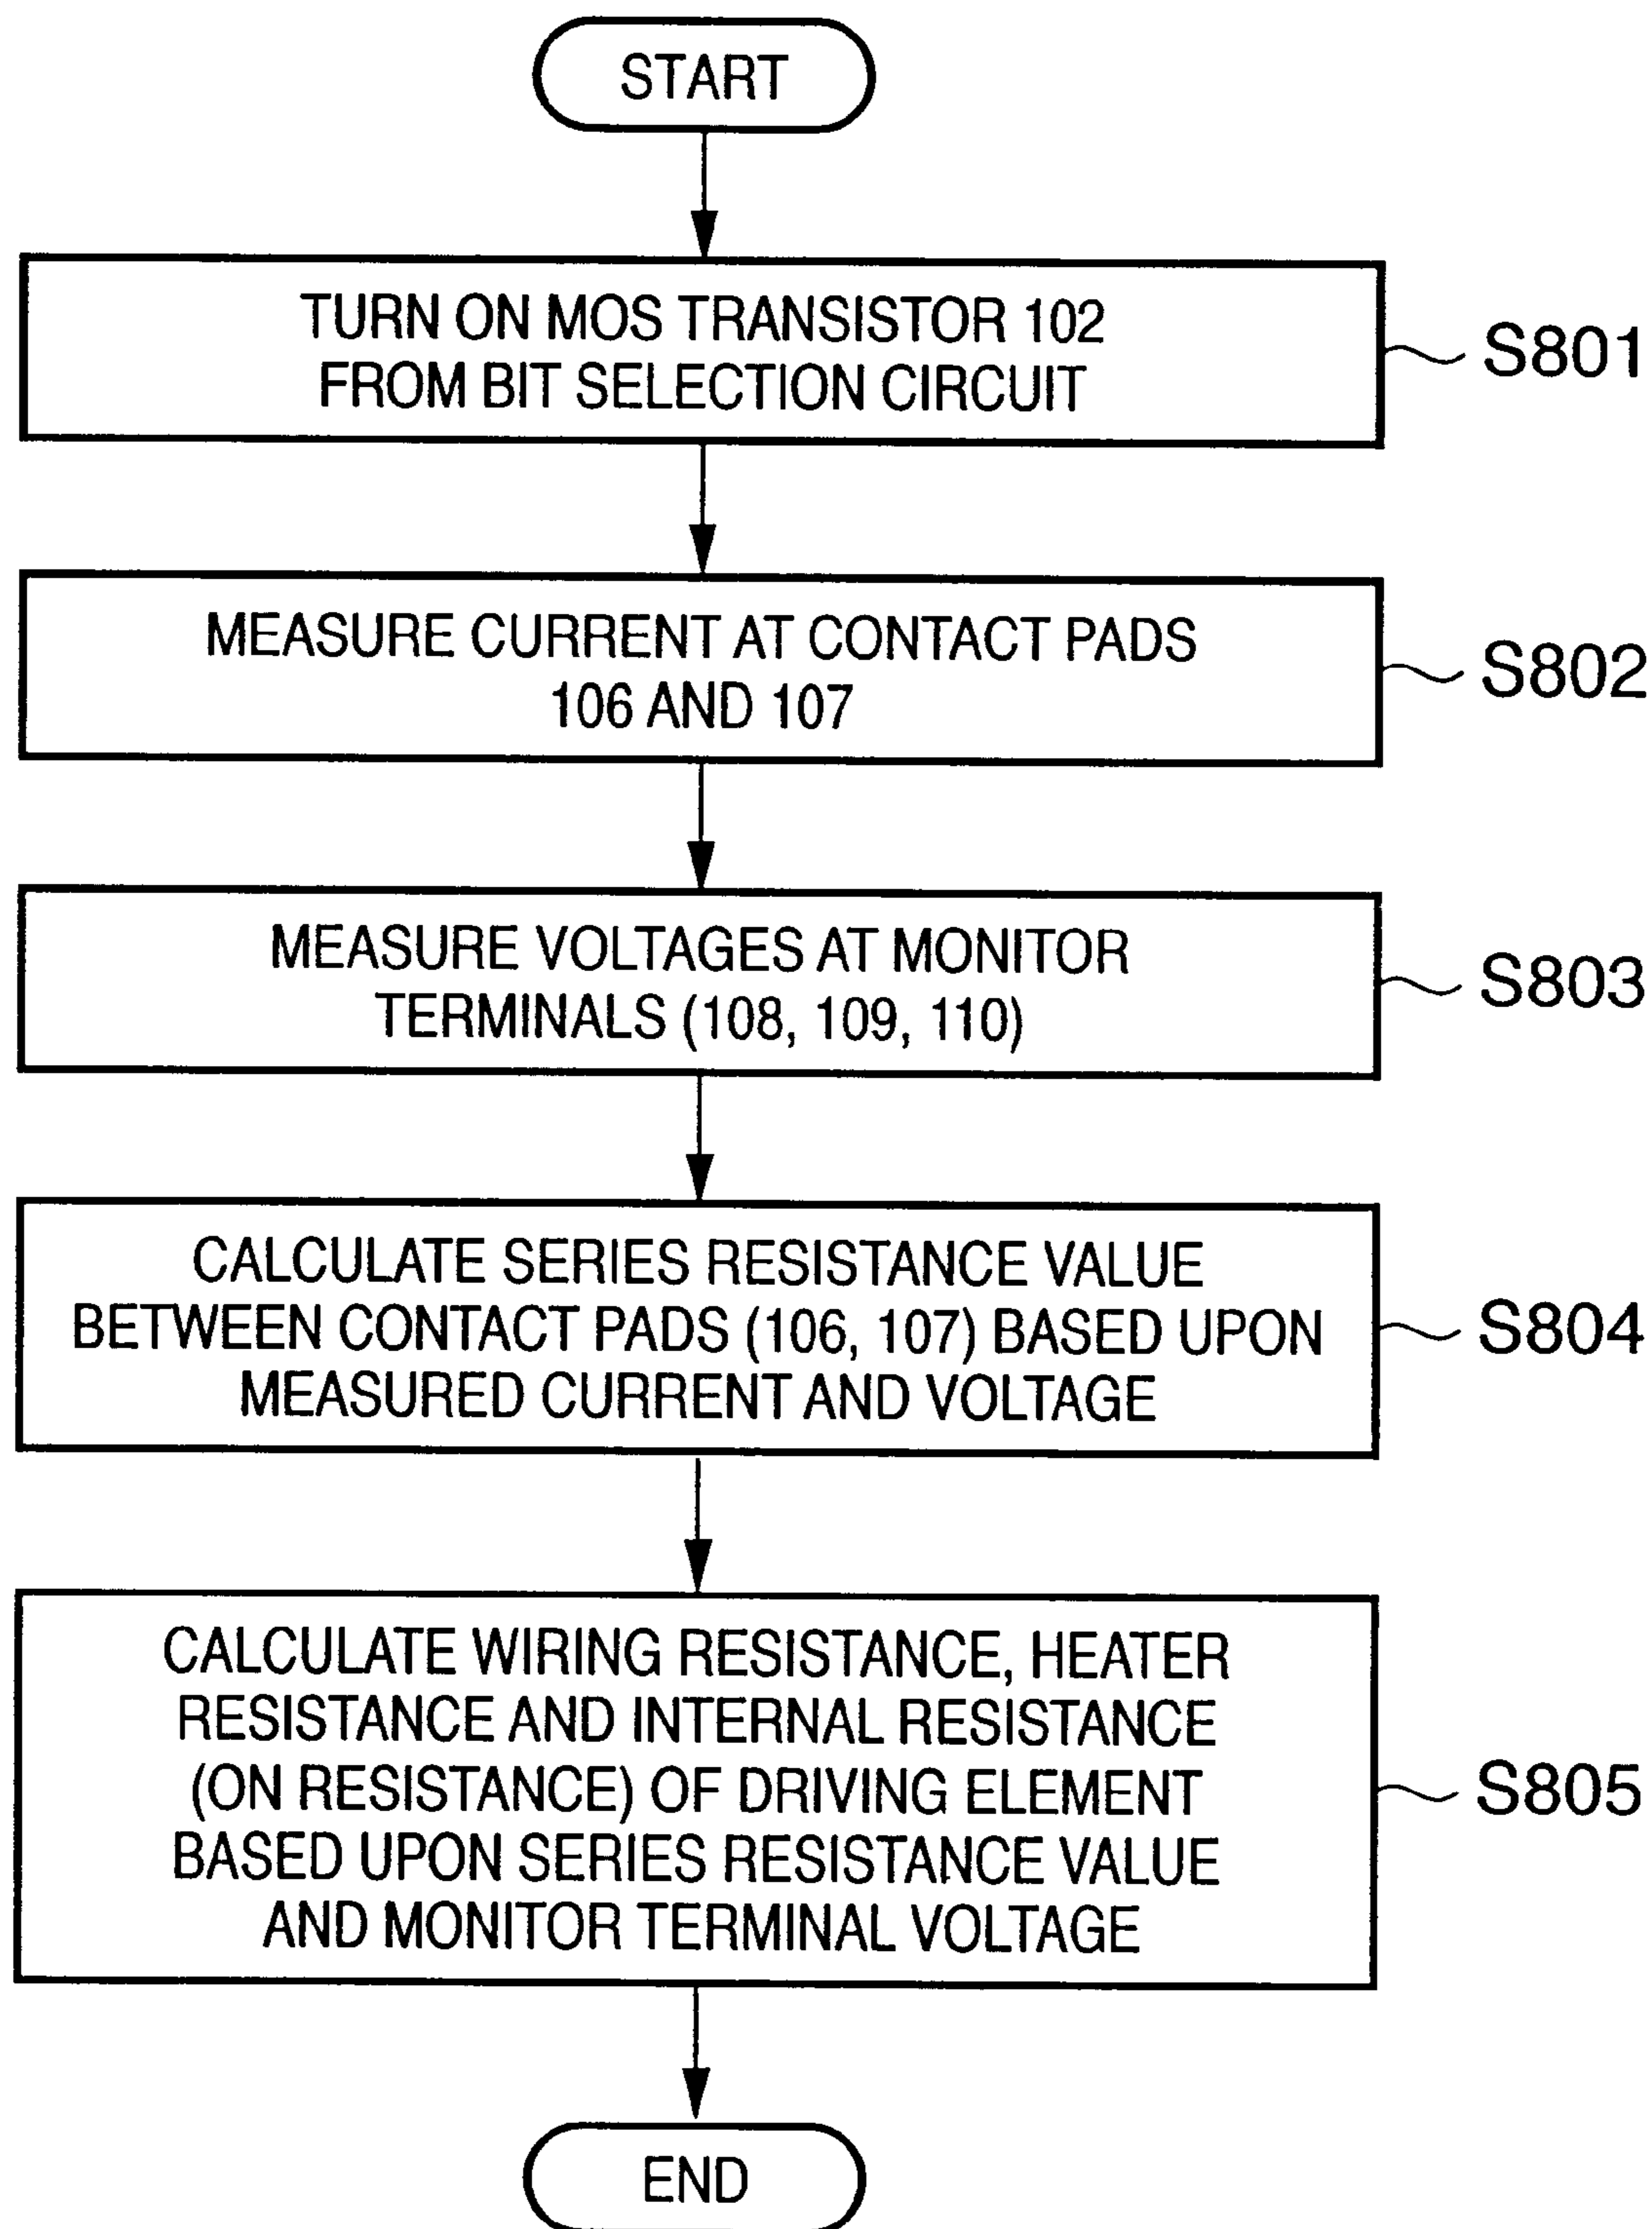 START
TURN ON MOS TRANSISTOR 102
FROM BIT SELECTION CIRCUIT
S801
MEASURE CURRENT AT CONTACT PADS
106 AND 107
S802
MEASURE VOLTAGES AT MONITOR
TERMINALS (108, 109, 110)
S803
CALCULATE SERIES RESISTANCE VALUE
BETWEEN CONTACT PADS (106, 107) BASED UPON
MEASURED CURRENT AND VOLTAGE
S804
CALCULATE WIRING RESISTANCE, HEATER
RESISTANCE AND INTERNAL RESISTANCE
(ON RESISTANCE) OF DRIVING ELEMENT
BASED UPON SERIES RESISTANCE VALUE
AND MONITOR TERMINAL VOLTAGE
S805
END